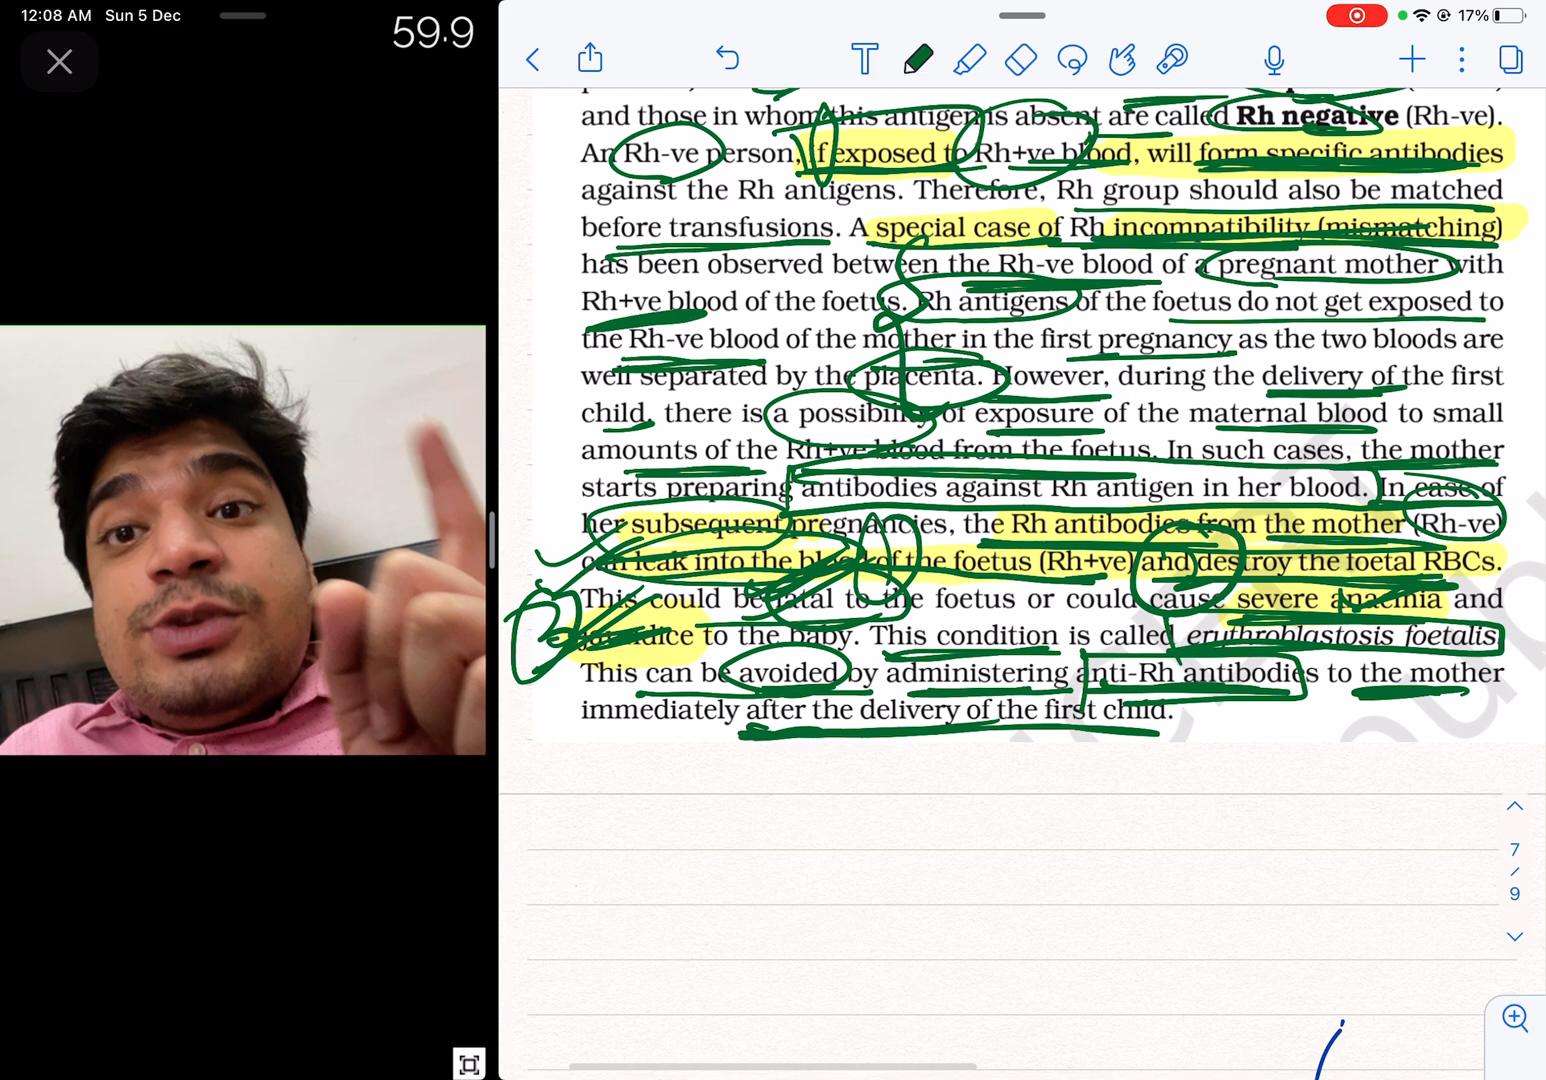 12:08 AM Sun 5 Dec
59.9
17%
and those in whom this antigen is absent are called Rh negative (Rh-ve).
An Rh-ve person, if exposed to Rh+ve blood, will form specific antibodies
against the Rh antigens. Therefore, Rh group should also be matched
before transfusions. A special case of Rh incompatibility (mismatching)
has been observed between the Rh-ve blood of a pregnant mother with
Rh+ve blood of the foetus. Rh antigens of the foetus do not get exposed to
the Rh-ve blood of the mother in the first pregnancy as the two bloods are
well separated by the placenta. However, during the delivery of the first
child, there is a possibility of exposure of the maternal blood to small
amounts of the Rh+ve blood from the foetus. In such cases, the mother
starts preparing antibodies against Rh antigen in her blood. In case of
her subsequent pregnancies, the Rh antibodies from the mother (Rh-ve)
can leak into the blood of the foetus (Rh+ve) and destroy the foetal RBCs.
This could be fatal to the foetus or could cause severe anaemia and
jaundice to the baby. This condition is called erythroblastosis foetalis.
This can be avoided by administering anti-Rh antibodies to the mother
immediately after the delivery of the first child.
7
/
9